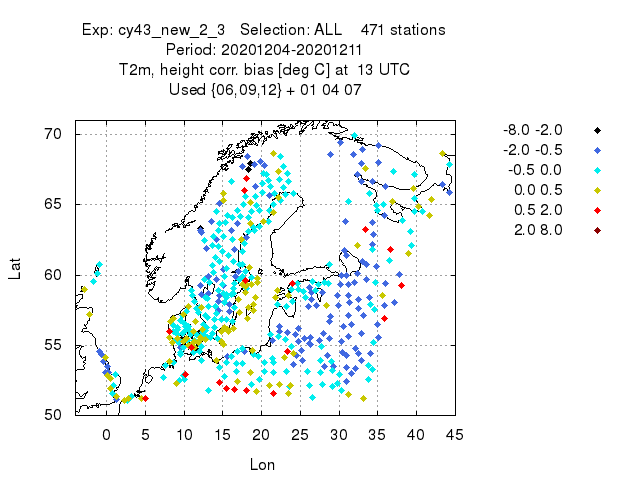 Exp: cy43_new_2_3 Selection: ALL 471 stations
Period: 20201204-20201211
T2m, height corr. bias [deg C] at 13 UTC
Used {06,09,12} + 01 04 07
70
65
60
55
50
Lat
0 5 10 15 20 25 30 35 40 45
Lon
-8.0 -2.0
-2.0 -0.5
-0.5 0.0
0.0 0.5
0.5 2.0
2.0 8.0